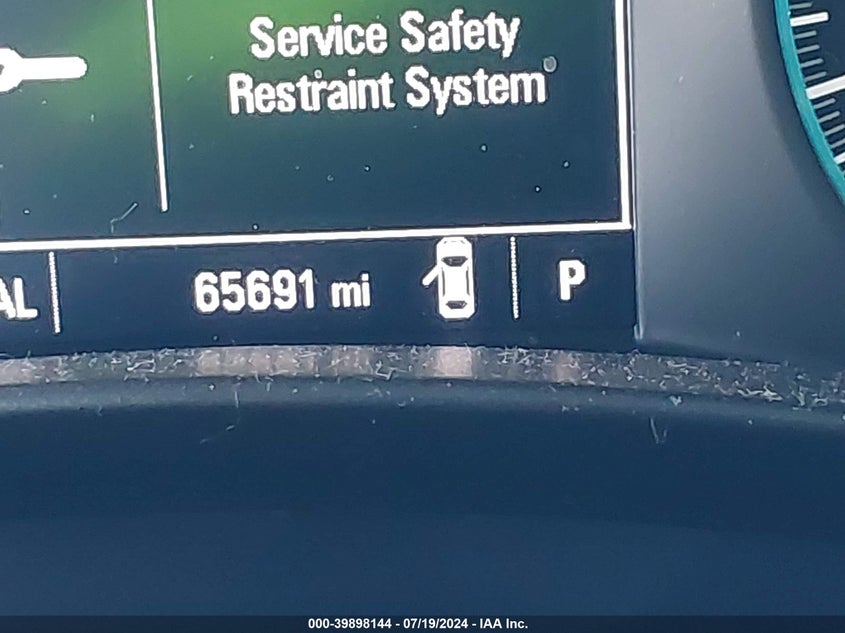 Service Safety
Restraint System
AL
65691 mi
P
000-39898144 - 07/19/2024 - IAA Inc.